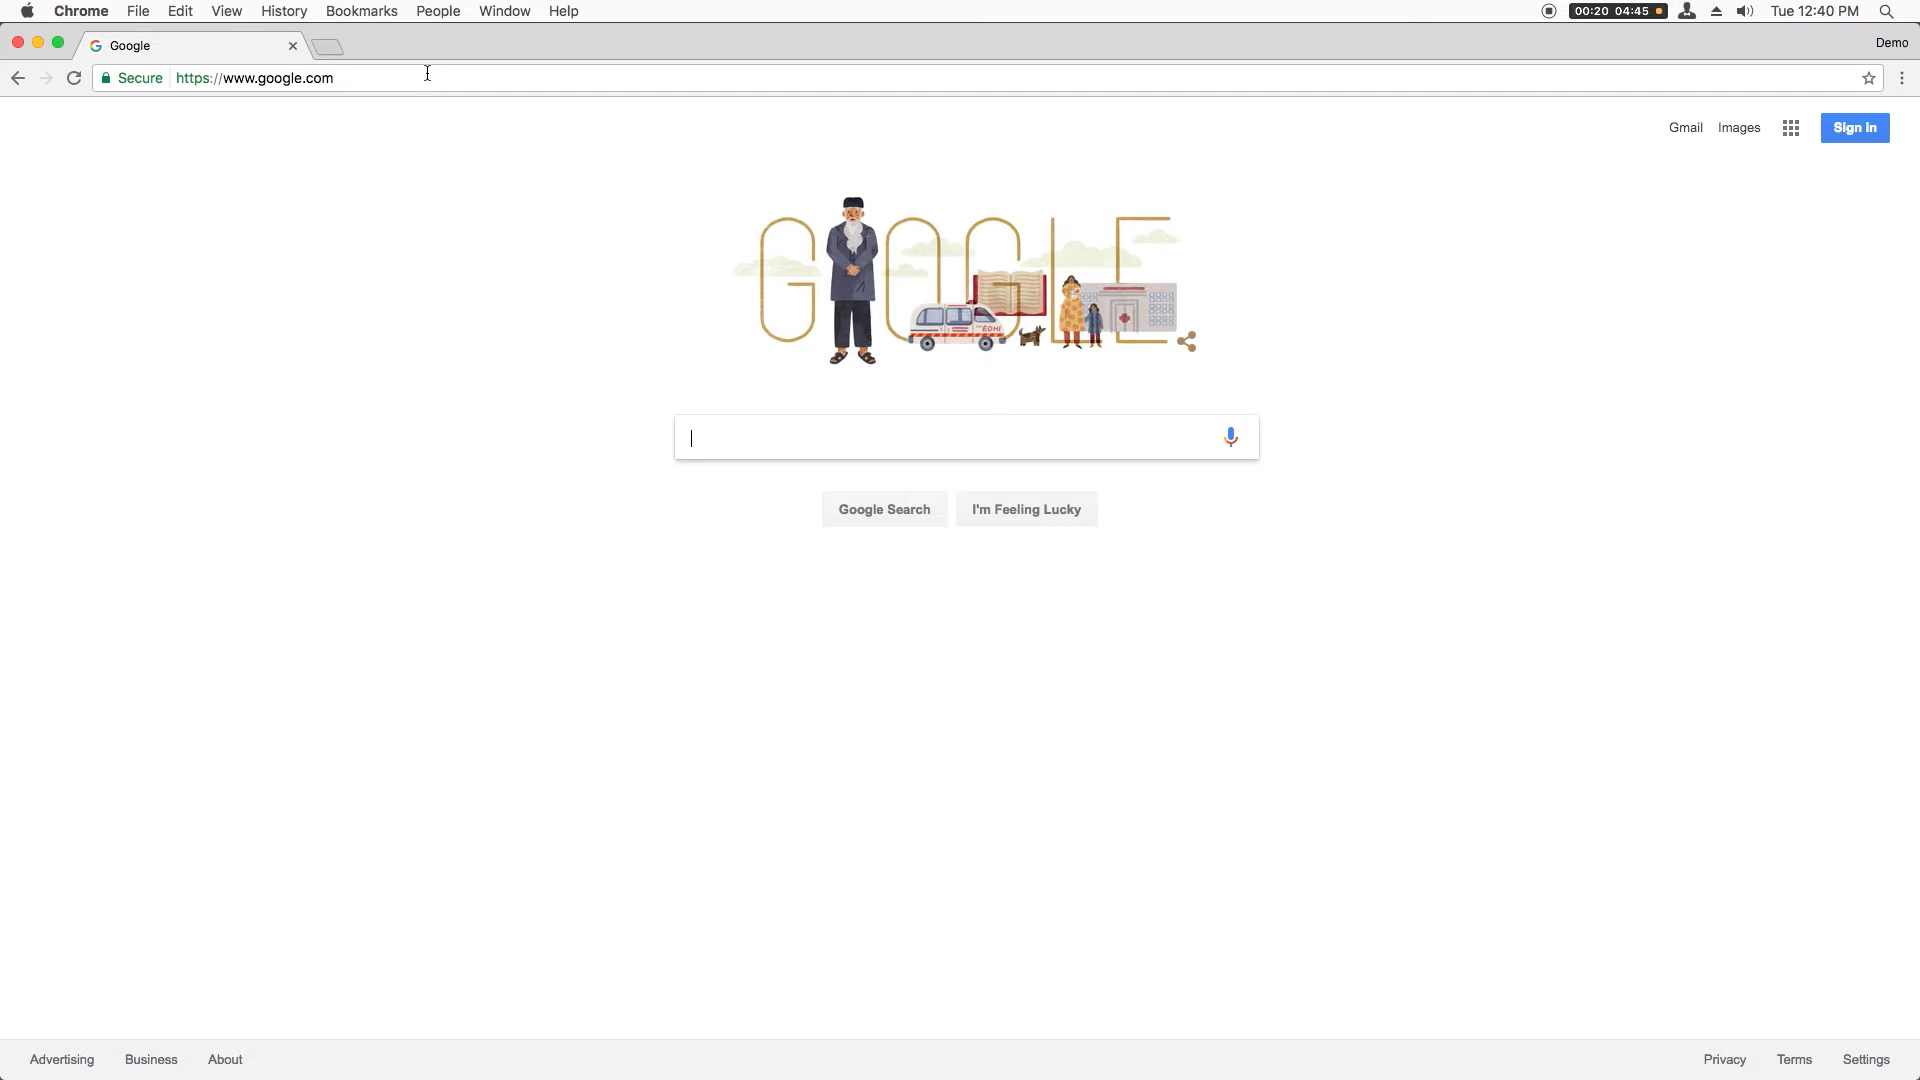 Chrome File Edit View History Bookmarks People Window Help 00:20 04:45 Tue 12:40 PM
Google Demo
Secure https://www.google.com
Gmail Images Sign in
GOOGLE
EDHI
Google Search I'm Feeling Lucky
Advertising Business About Privacy Terms Settings